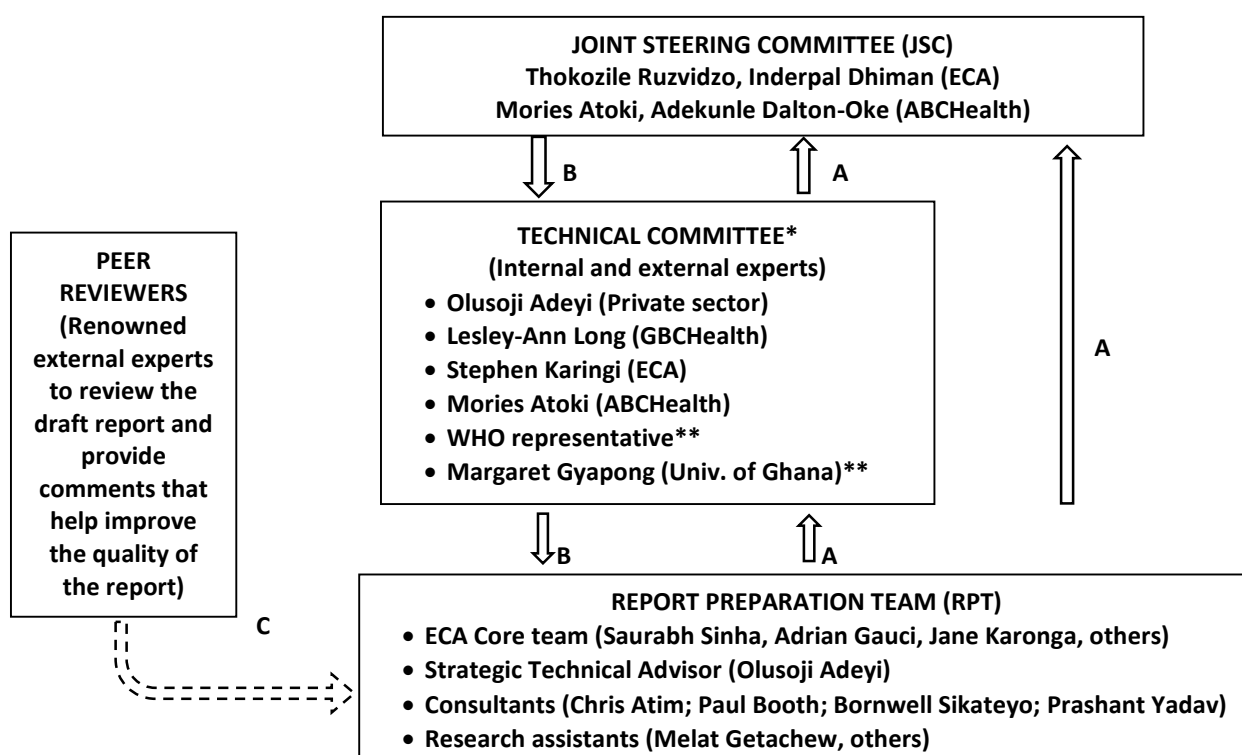 JOINT STEERING COMMITTEE (JSC)
Thokozile Ruzvidzo, Inderpal Dhiman (ECA)
Mories Atoki, Adekunle Dalton-Oke (ABCHealth)
B
A
A
TECHNICAL COMMITTEE*
(Internal and external experts)
• Olusoji Adeyi (Private sector)
• Lesley-Ann Long (GBCHealth)
• Stephen Karingi (ECA)
• Mories Atoki (ABCHealth)
• WHO representative**
• Margaret Gyapong (Univ. of Ghana)**
PEER
REVIEWERS
(Renowned
external experts
to review the
draft report and
provide
comments that
help improve
the quality of
the report)
B
A
C
REPORT PREPARATION TEAM (RPT)
• ECA Core team (Saurabh Sinha, Adrian Gauci, Jane Karonga, others)
• Strategic Technical Advisor (Olusoji Adeyi)
• Consultants (Chris Atim; Paul Booth; Bornwell Sikateyo; Prashant Yadav)
• Research assistants (Melat Getachew, others)